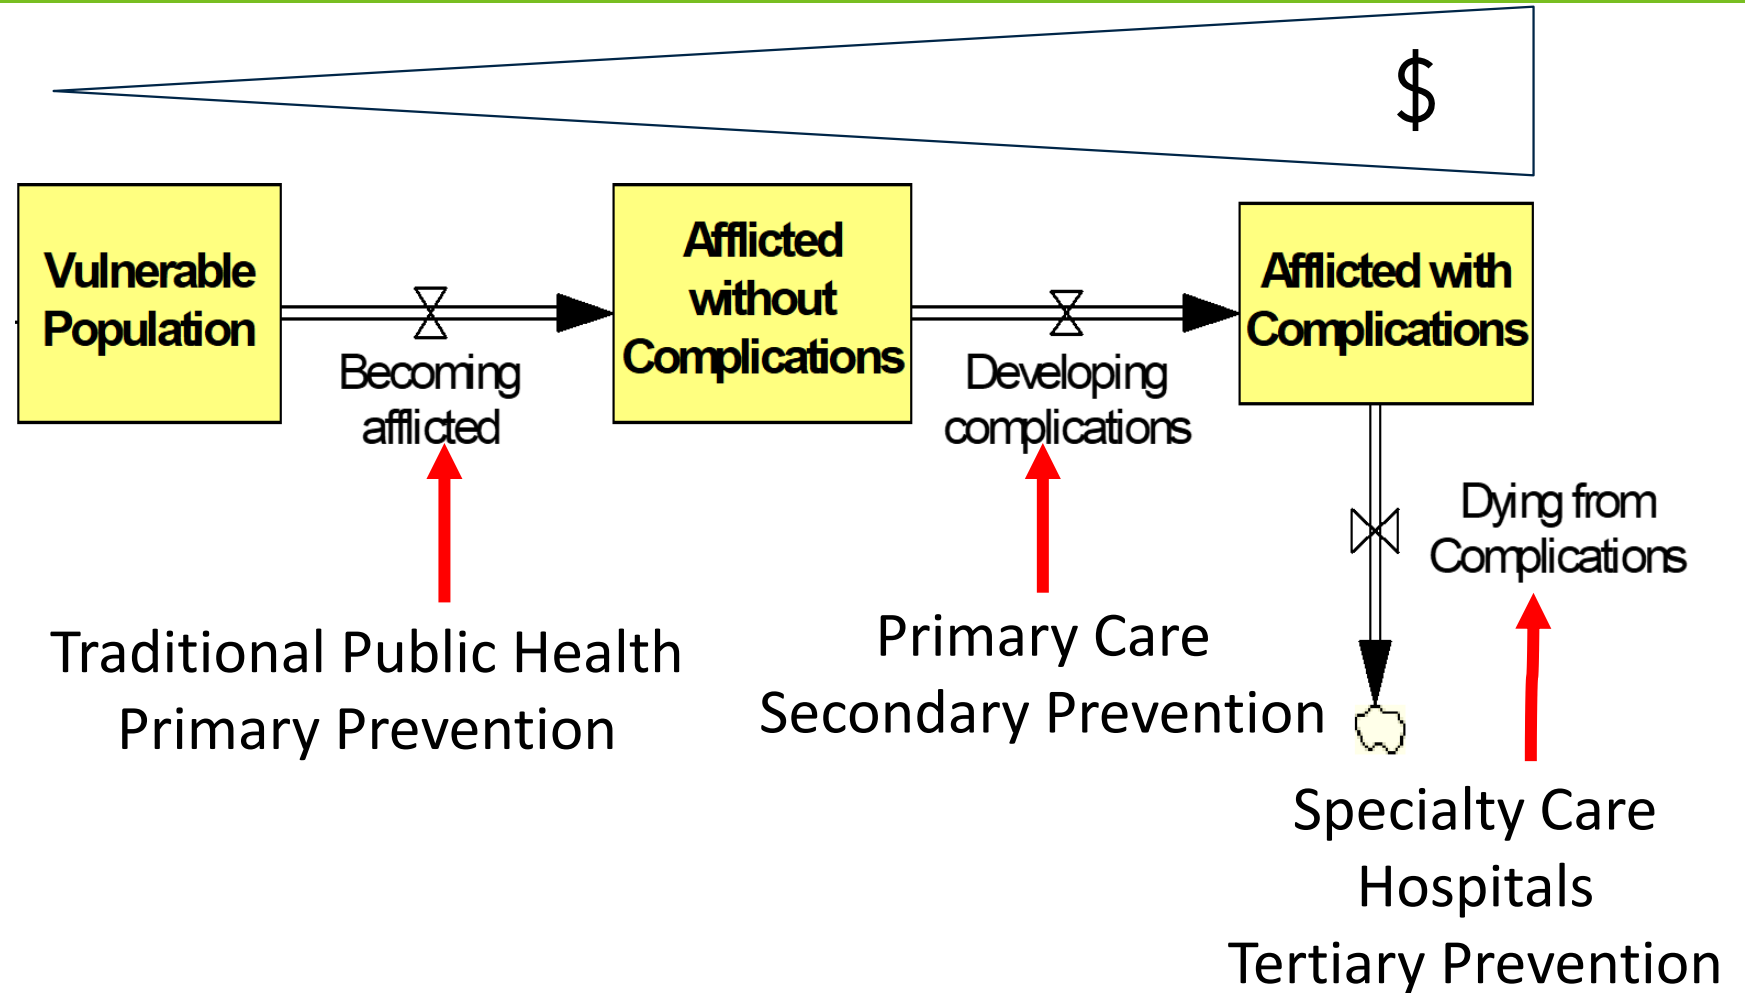 $
Vulnerable
Population
Becoming
afflicted
Afflicted
without
Complications
Developing
complications
Afflicted with
Complications
Dying from
Complications
Traditional Public Health
Primary Prevention
Primary Care
Secondary Prevention
Specialty Care
Hospitals
Tertiary Prevention